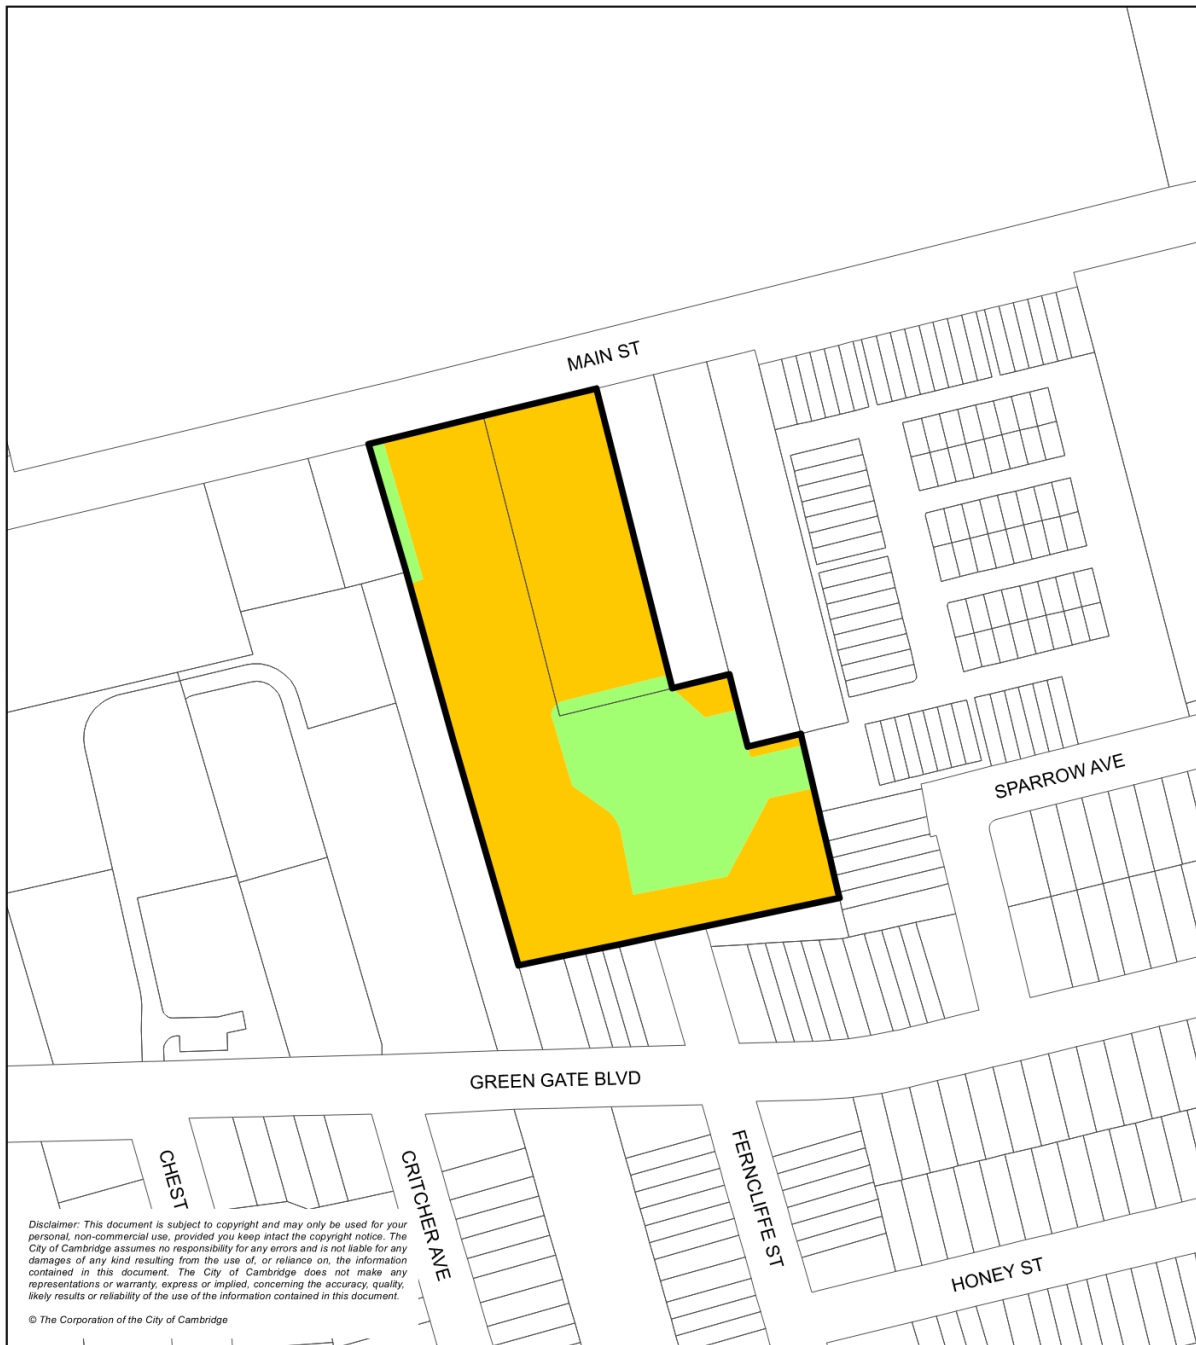 MAIN ST
SPARROW AVE
GREEN GATE BLVD
CHEST
CRITCHER AVE
FERNCLIFFE ST
HONEY ST
Disclaimer: This document is subject to copyright and may only be used for your
personal, non-commercial use, provided you keep intact the copyright notice. The
City of Cambridge assumes no responsibility for any errors and is not liable for any
damages of any kind resulting from the use of, or reliance on, the information
contained in this document. The City of Cambridge does not make any
representations or warranty, express or implied, concerning the accuracy, quality,
likely results or reliability of the use of the information contained in this document.
© The Corporation of the City of Cambridge